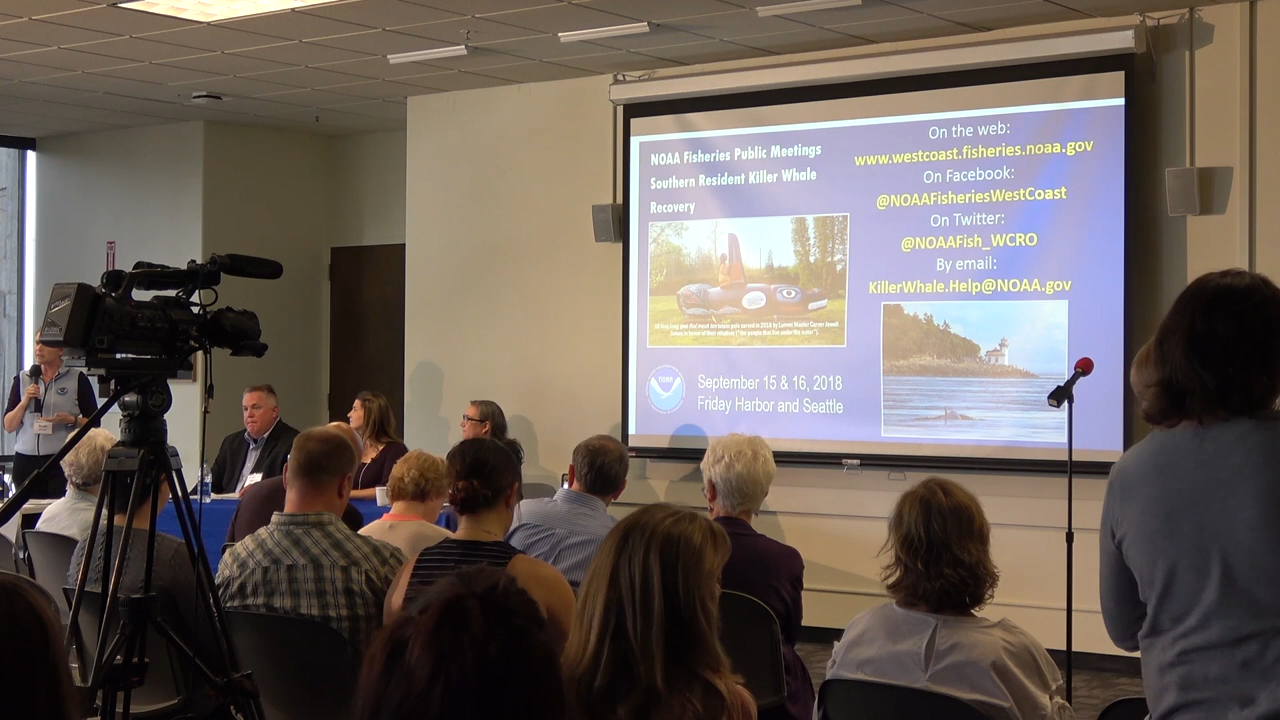 NOAA Fisheries Public Meetings
Southern Resident Killer Whale
Recovery
On the web:
www.westcoast.fisheries.noaa.gov
On Facebook:
@NOAAFisheriesWestCoast
On Twitter:
@NOAAFish_WCRO
By email:
KillerWhale.Help@NOAA.gov
NOAA
September 15 & 16, 2018
Friday Harbor and Seattle